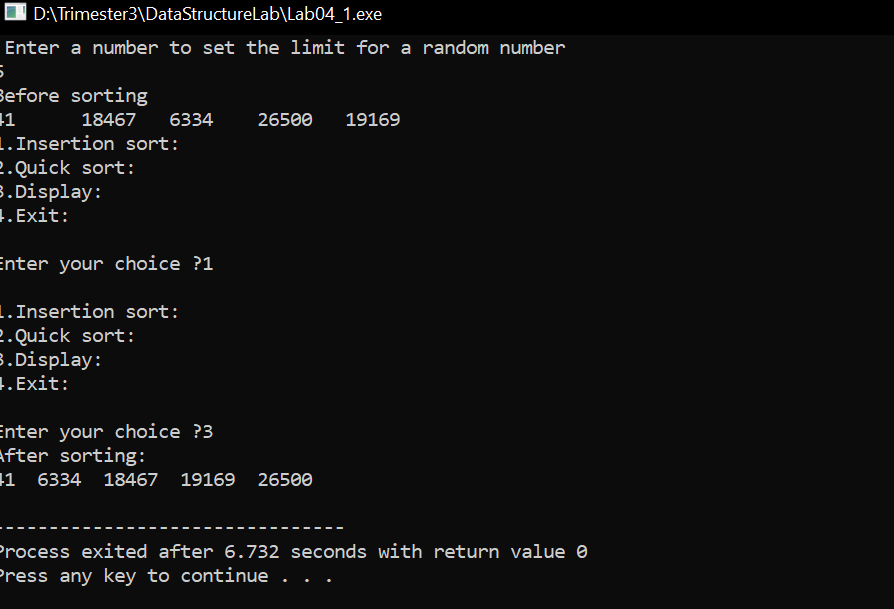 D:\Trimester3\DataStructureLab\Lab04_1.exe
Enter a number to set the limit for a random number
5
Before sorting
41 18467 6334 26500 19169
1.Insertion sort:
2.Quick sort:
3.Display:
4.Exit:
Enter your choice ?1
1.Insertion sort:
2.Quick sort:
3.Display:
4.Exit:
Enter your choice ?3
After sorting:
41 6334 18467 19169 26500
--------------------------------
Process exited after 6.732 seconds with return value 0
Press any key to continue . . .